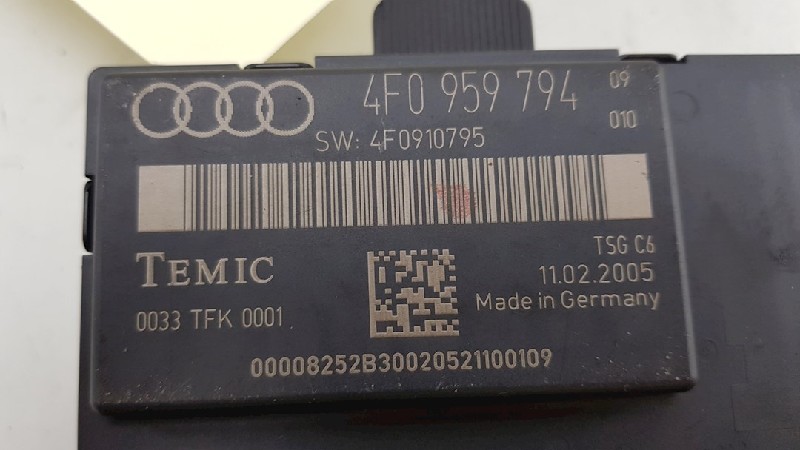 4F0 959 794 09
010
SW: 4F0910795
TEMIC
TSG C6
11.02.2005
0033 TFK 0001
Made in Germany
00008252B30020521100109